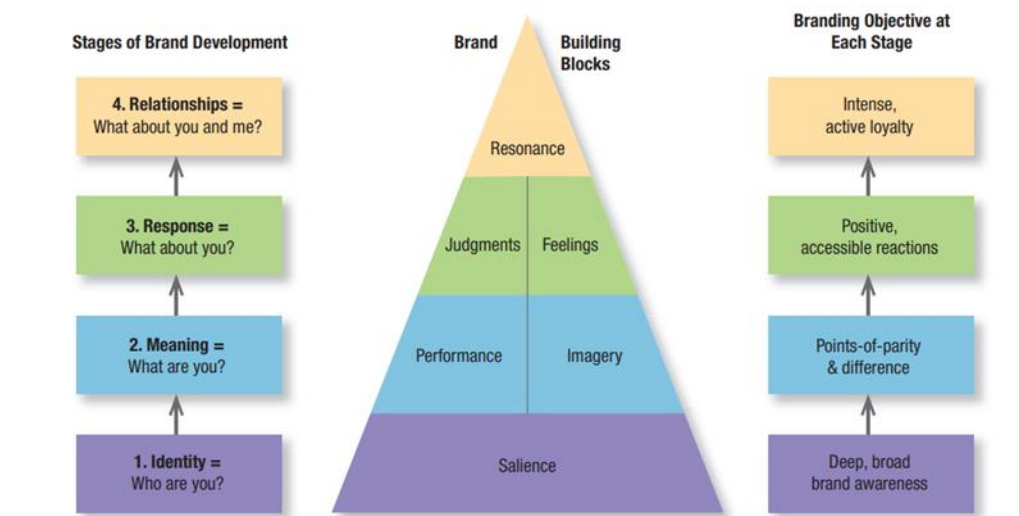 Stages of Brand Development
4. Relationships =
What about you and me?
3. Response =
What about you?
2. Meaning =
What are you?
1. Identity =
Who are you?
Brand
Building
Blocks
Resonance
Judgments
Feelings
Performance
Imagery
Salience
Branding Objective at
Each Stage
Intense,
active loyalty
Positive,
accessible reactions
Points-of-parity
& difference
Deep, broad
brand awareness